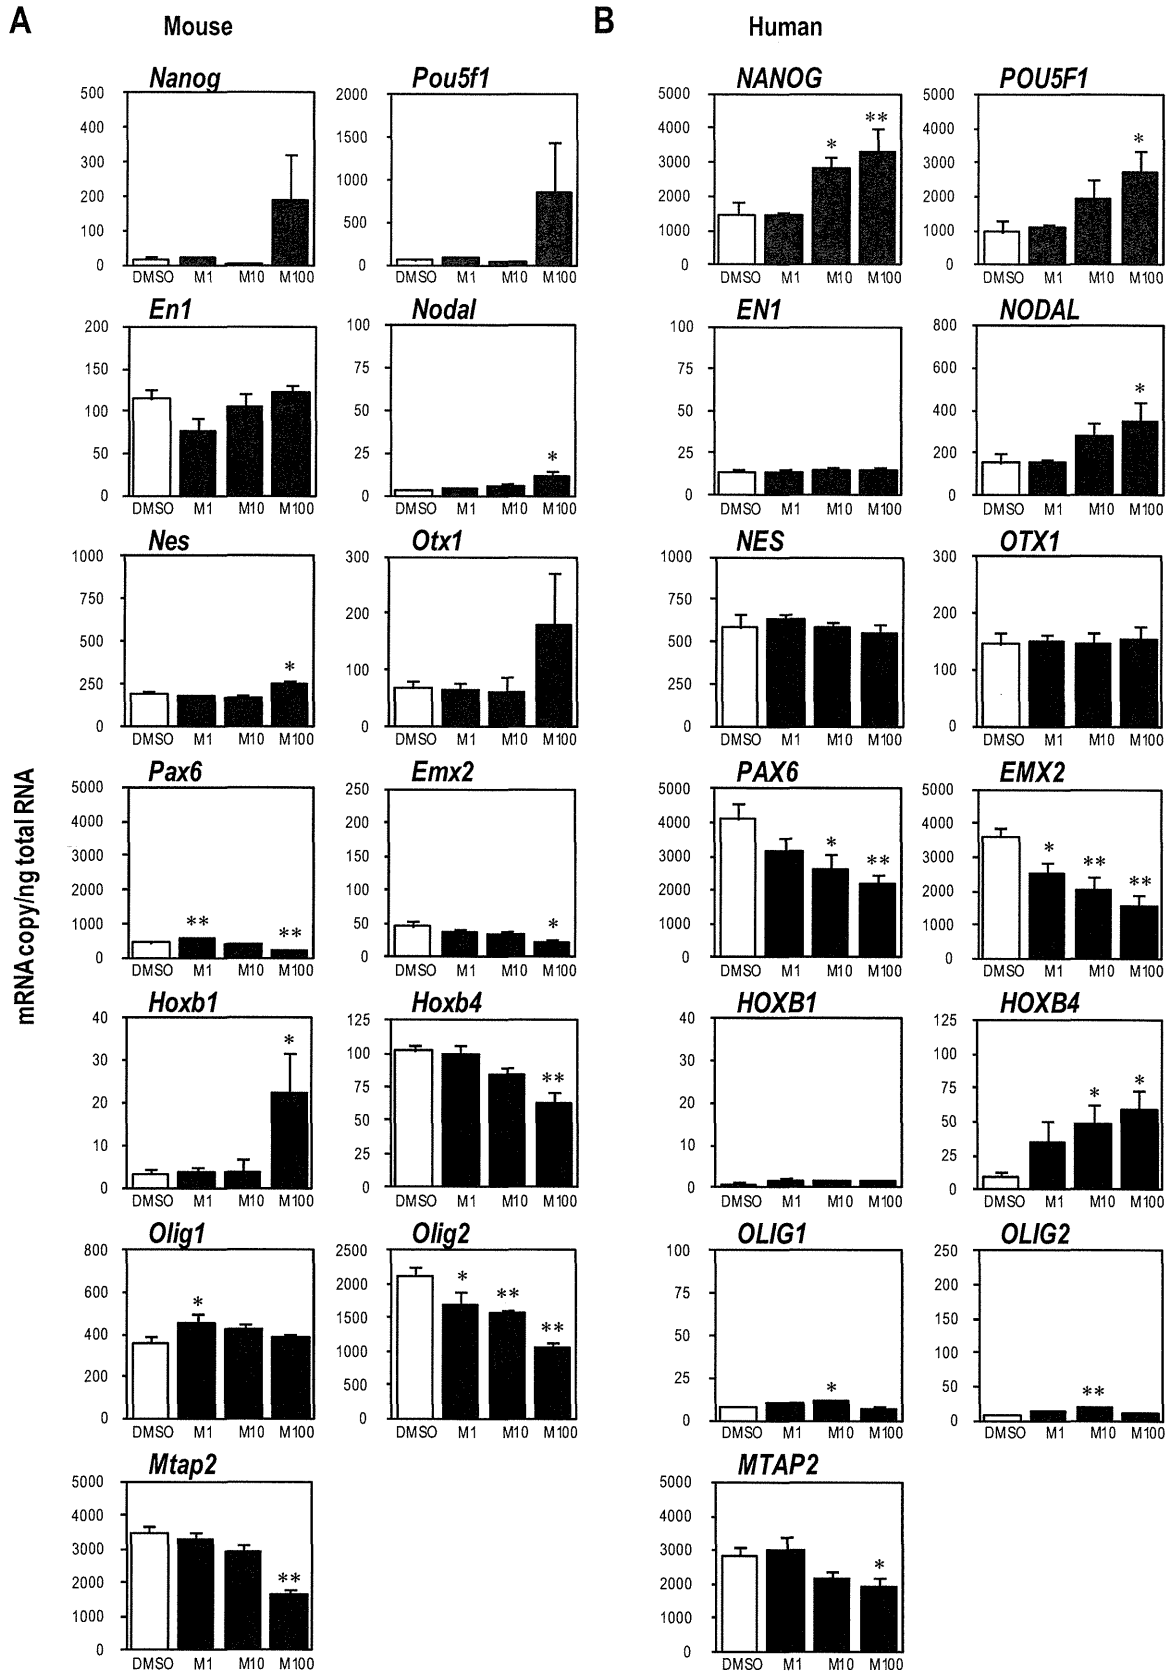 A
Mouse
mRNA copy/ng total RNA
Nanog
500
400
300
200
100
0
DMSO M1 M10 M100
Pou5f1
2000
1500
1000
500
0
DMSO M1 M10 M100
En1
200
150
100
50
0
DMSO M1 M10 M100
Nodal
100
75
50
25
0
*
DMSO M1 M10 M100
Nes
1000
750
500
250
0
*
DMSO M1 M10 M100
Otx1
300
200
100
0
DMSO M1 M10 M100
Pax6
5000
4000
3000
2000
1000
0
** **
DMSO M1 M10 M100
Emx2
250
200
150
100
50
0
*
DMSO M1 M10 M100
Hoxb1
40
30
20
10
0
*
DMSO M1 M10 M100
Hoxb4
125
100
75
50
25
0
**
DMSO M1 M10 M100
Olig1
800
600
400
200
0
*
DMSO M1 M10 M100
Olig2
2500
2000
1500
1000
500
0
* ** **
DMSO M1 M10 M100
Mtap2
5000
4000
3000
2000
1000
0
**
DMSO M1 M10 M100
B
Human
NANOG
5000
4000
3000
2000
1000
0
* **
DMSO M1 M10 M100
POU5F1
5000
4000
3000
2000
1000
0
*
DMSO M1 M10 M100
EN1
100
75
50
25
0
DMSO M1 M10 M100
NODAL
800
600
400
200
0
*
DMSO M1 M10 M100
NES
1000
750
500
250
0
DMSO M1 M10 M100
OTX1
300
200
100
0
DMSO M1 M10 M100
PAX6
5000
4000
3000
2000
1000
0
* **
DMSO M1 M10 M100
EMX2
5000
4000
3000
2000
1000
0
* ** **
DMSO M1 M10 M100
HOXB1
40
30
20
10
0
DMSO M1 M10 M100
HOXB4
125
100
75
50
25
0
* *
DMSO M1 M10 M100
OLIG1
100
75
50
25
0
*
DMSO M1 M10 M100
OLIG2
250
200
150
100
50
0
**
DMSO M1 M10 M100
MTAP2
5000
4000
3000
2000
1000
0
*
DMSO M1 M10 M100